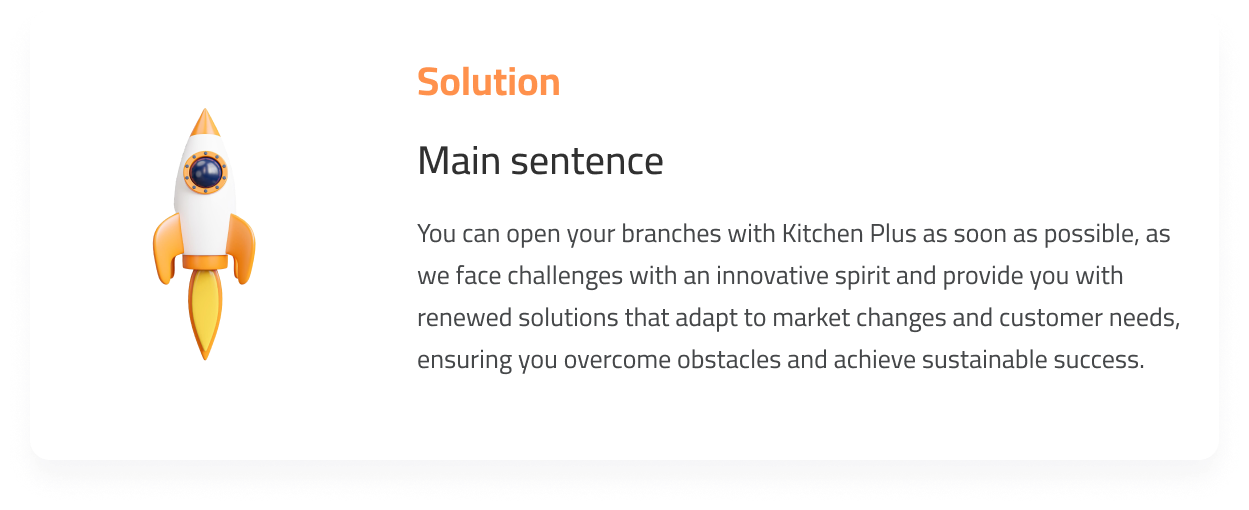 Solution
Main sentence
You can open your branches with Kitchen Plus as soon as possible, as
we face challenges with an innovative spirit and provide you with
renewed solutions that adapt to market changes and customer needs,
ensuring you overcome obstacles and achieve sustainable success.